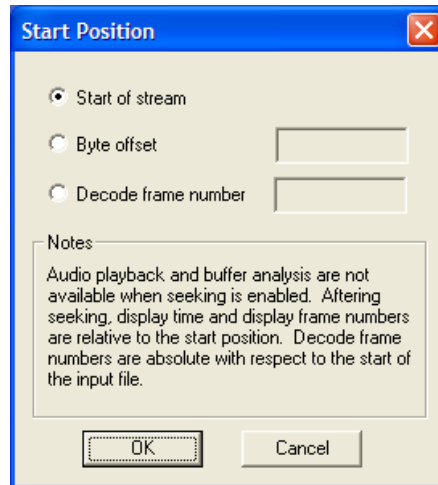 Start Position
Start of stream
Byte offset
Decode frame number
Notes
Audio playback and buffer analysis are not
available when seeking is enabled.  Aftering
seeking, display time and display frame numbers
are relative to the start position.  Decode frame
numbers are absolute with respect to the start of
the input file.
OK
Cancel